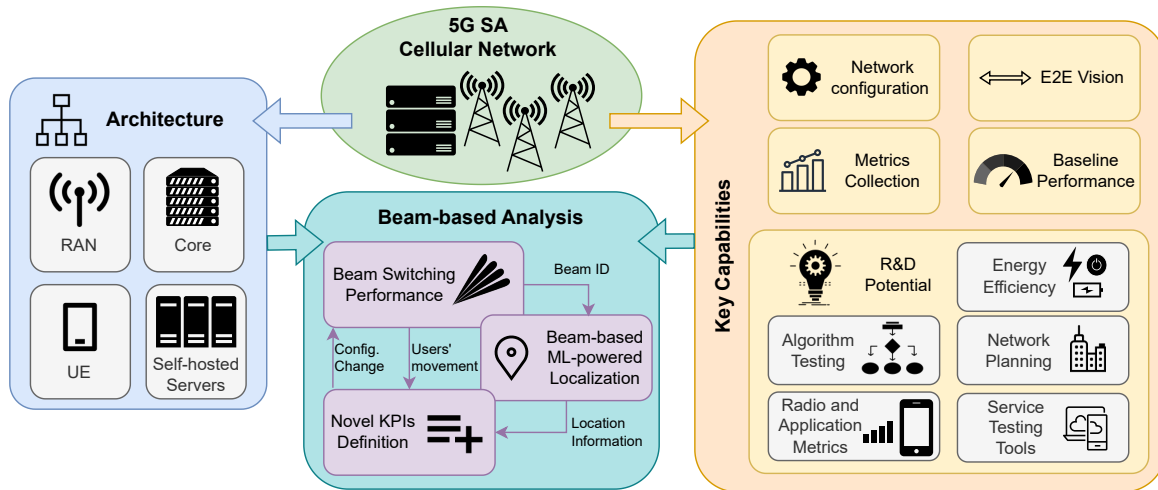 5G SA
Cellular Network
Architecture
RAN
Core
UE
Self-hosted
Servers
Beam-based Analysis
Beam Switching
Performance
Beam ID
Config.
Change
Users'
movement
Beam-based
ML-powered
Localization
Novel KPIs
Definition
Location
Information
Key Capabilities
Network
configuration
E2E Vision
Metrics
Collection
Baseline
Performance
R&D
Potential
Energy
Efficiency
Algorithm
Testing
Network
Planning
Radio and
Application
Metrics
Service
Testing
Tools